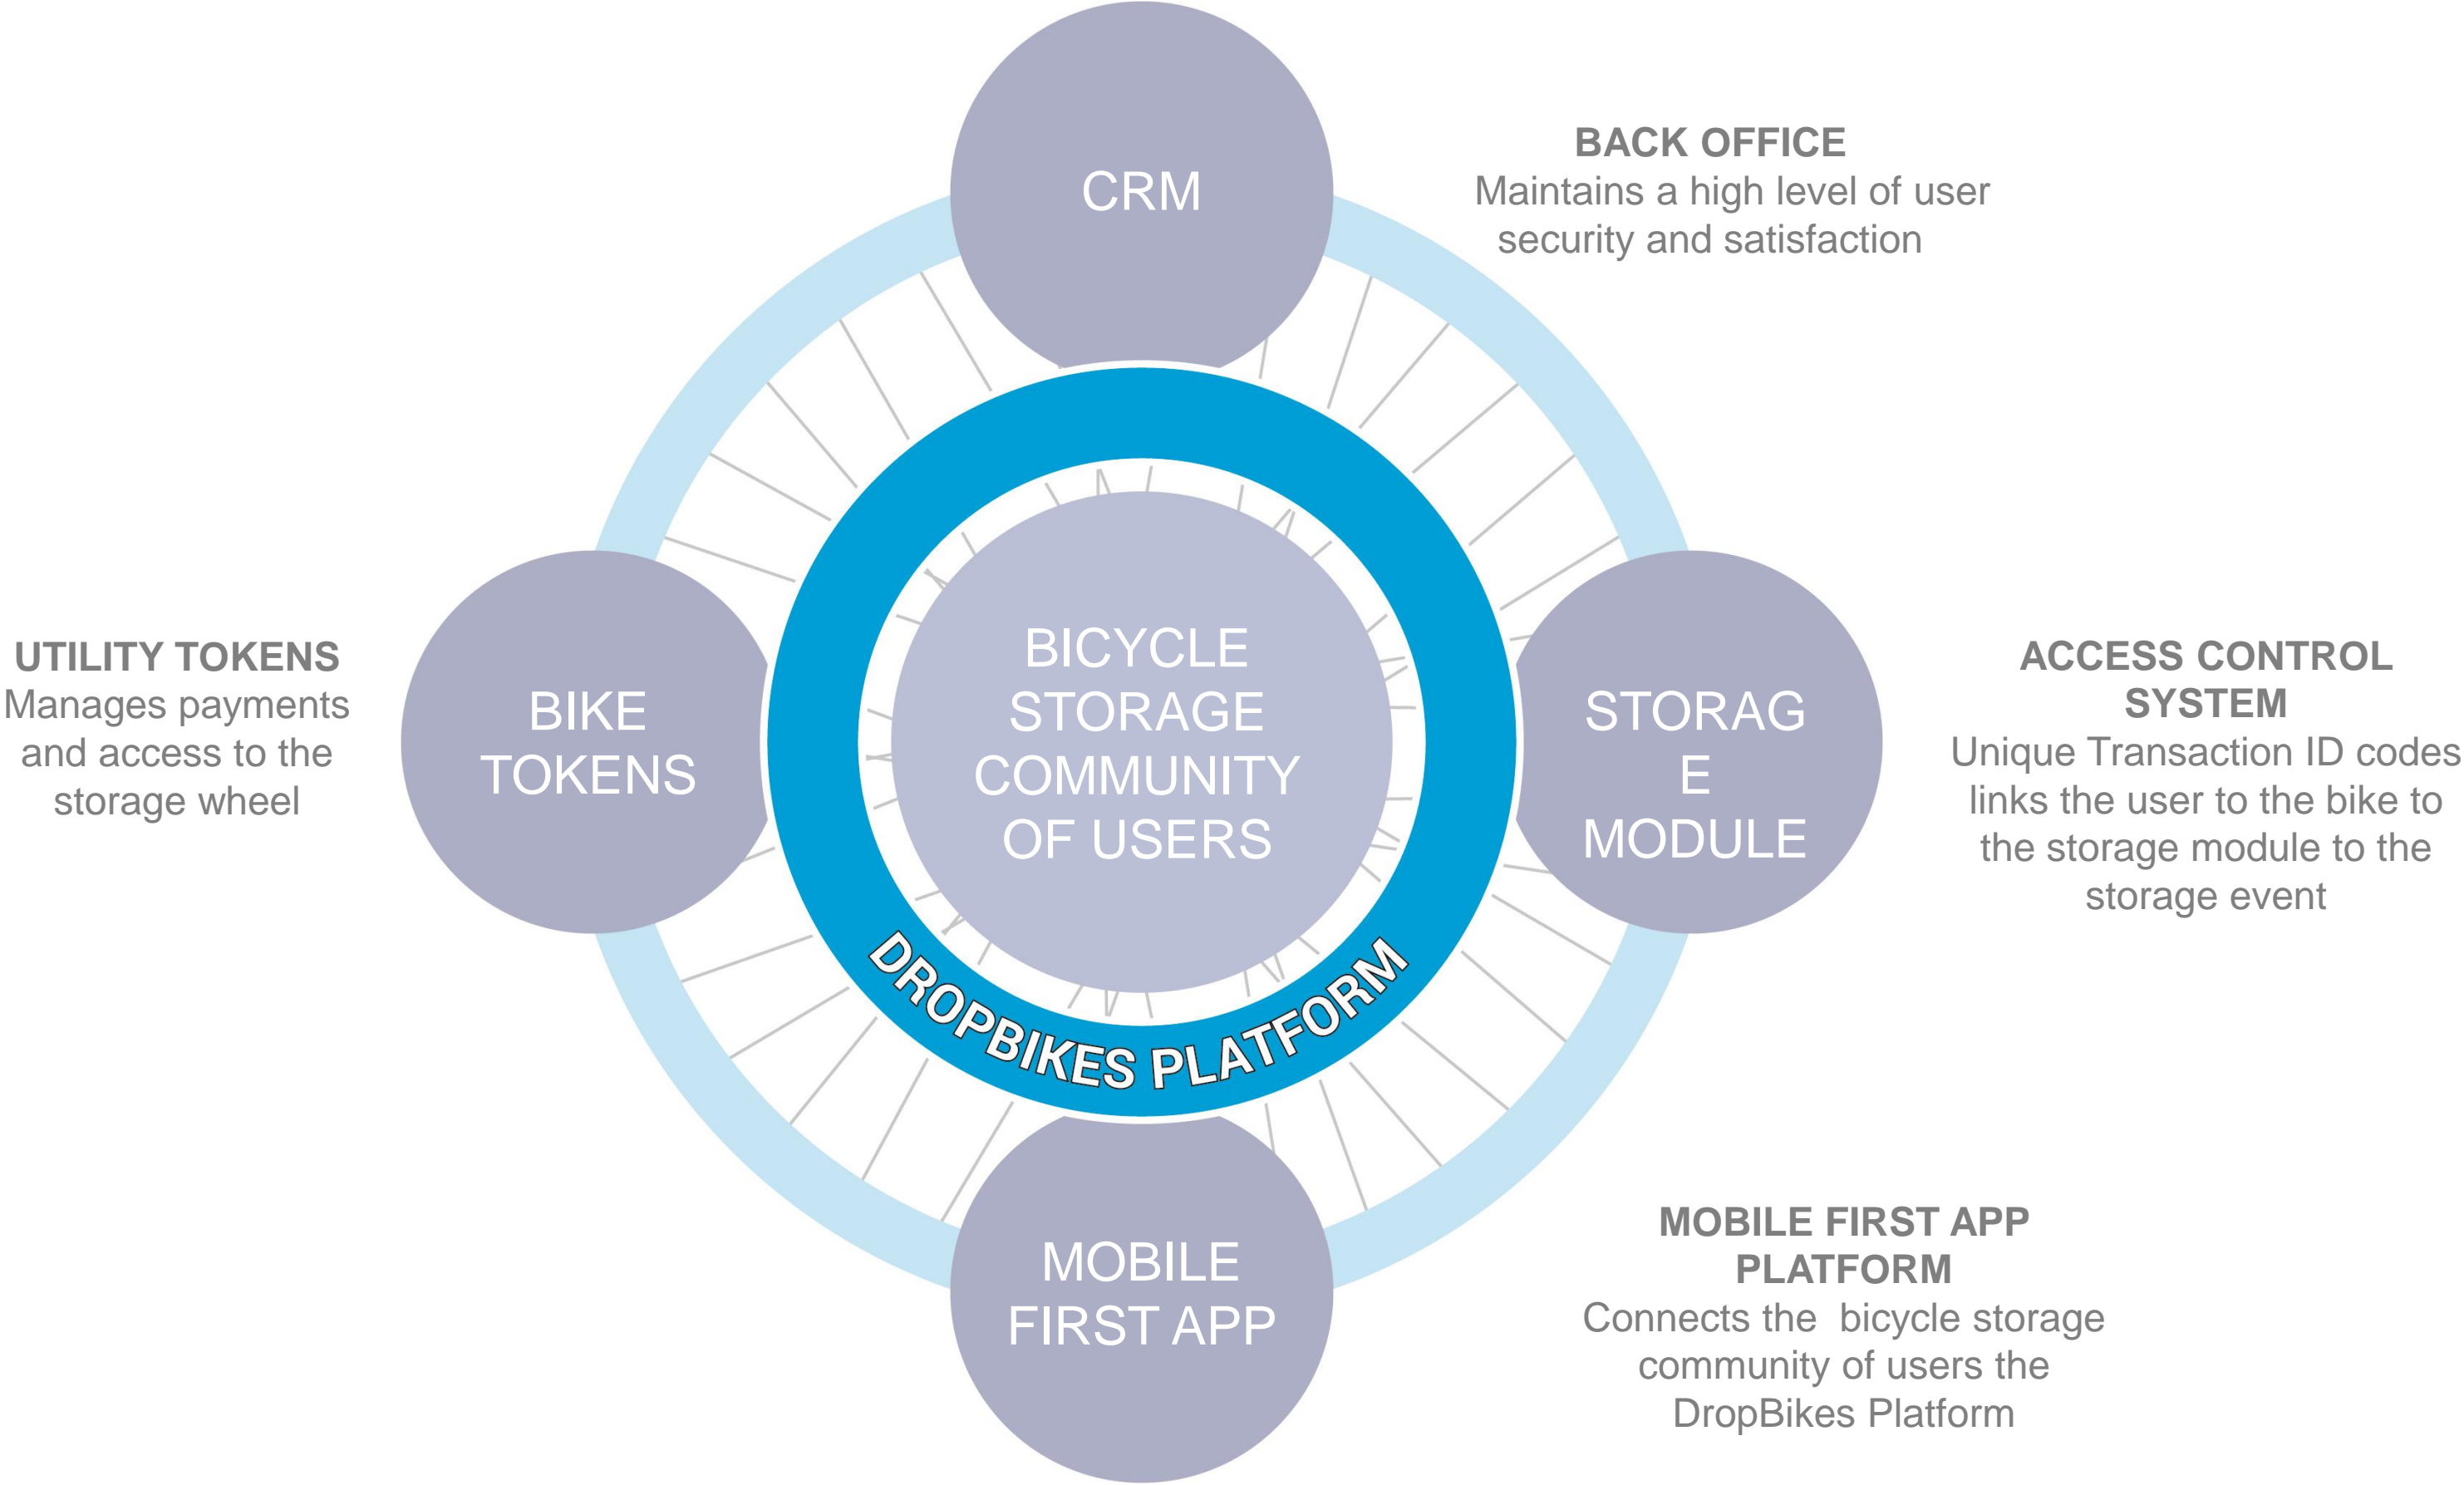 CRM
BACK OFFICE
Maintains a high level of user
security and satisfaction
UTILITY TOKENS
Manages payments
and access to the
storage wheel
BIKE
TOKENS
BICYCLE
STORAGE
COMMUNITY
OF USERS
STORAG
E
MODULE
ACCESS CONTROL
SYSTEM
Unique Transaction ID codes
links the user to the bike to
the storage module to the
storage event
DROPBIKES PLATFORM
MOBILE
FIRST APP
MOBILE FIRST APP
PLATFORM
Connects the  bicycle storage
community of users the
DropBikes Platform